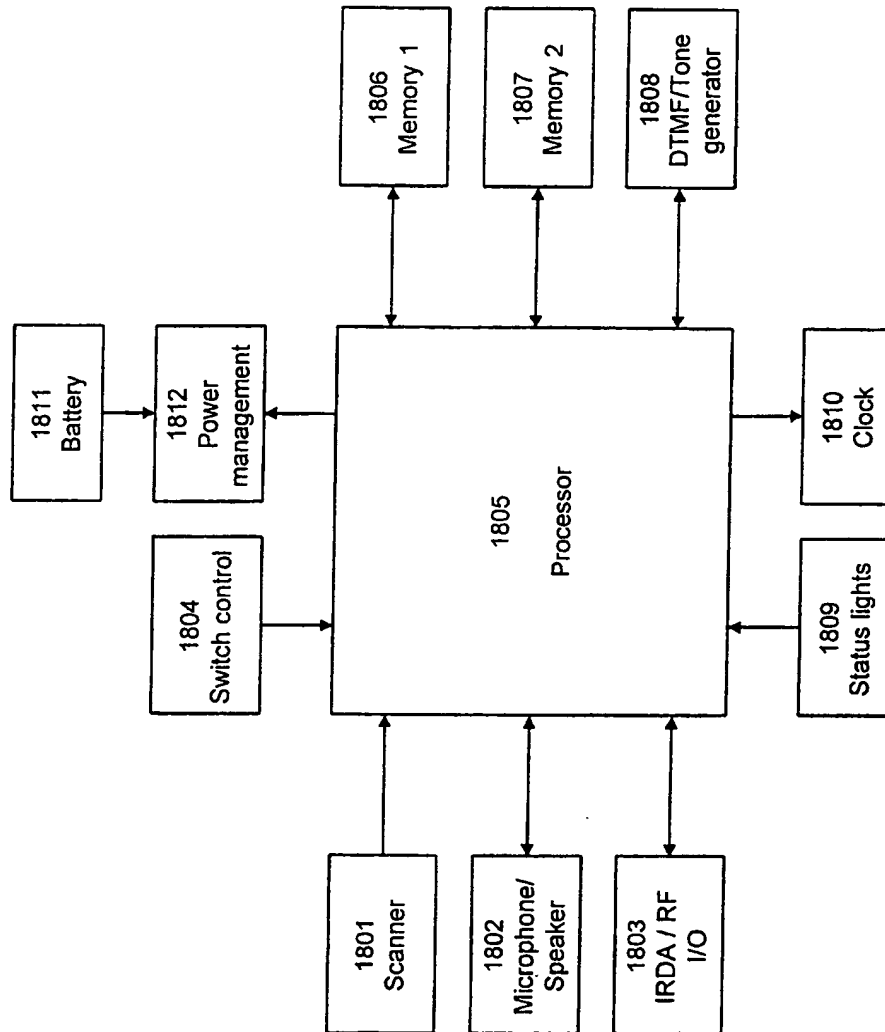 1811
Battery
1804
Switch control
1812
Power
management
1801
Scanner
1806
Memory 1
1802
Microphone/
Speaker
1805
Processor
1807
Memory 2
1803
IRDA / RF
I/O
1808
DTMF/Tone
generator
1809
Status lights
1810
Clock